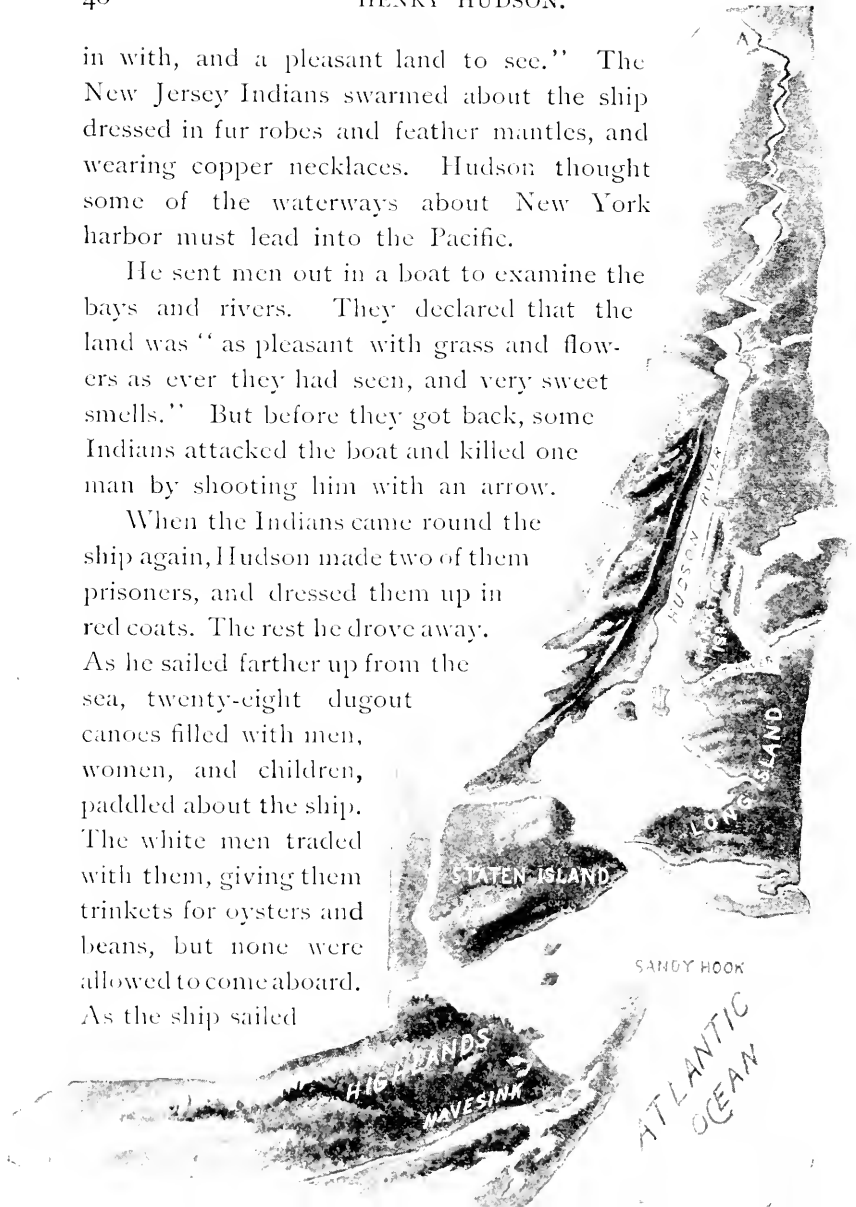 HENRY HUDSON.
in with, and a pleasant land to see." The
New Jersey Indians swarmed about the ship
dressed in fur robes and feather mantles, and
wearing copper necklaces. Hudson thought
some of the waterways about New York
harbor must lead into the Pacific.
He sent men out in a boat to examine the
bays and rivers. They declared that the
land was " as pleasant with grass and flow-
ers as ever they had seen, and very sweet
smells." But before they got back, some
Indians attacked the boat and killed one
man by shooting him with an arrow.
When the Indians came round the
ship again, Hudson made two of them
prisoners, and dressed them up in
red coats. The rest he drove away.
As he sailed farther up from the
sea, twenty-eight dugout
canoes filled with men,
women, and children,
paddled about the ship.
The white men traded
with them, giving them
trinkets for oysters and
beans, but none were
allowed to come aboard.
As the ship sailed
A
HUDSON RIVER
RIVER
LONG ISLAND
STATEN ISLAND
SANDY HOOK
HIGHLANDS
NAVESINK
ATLANTIC
OCEAN